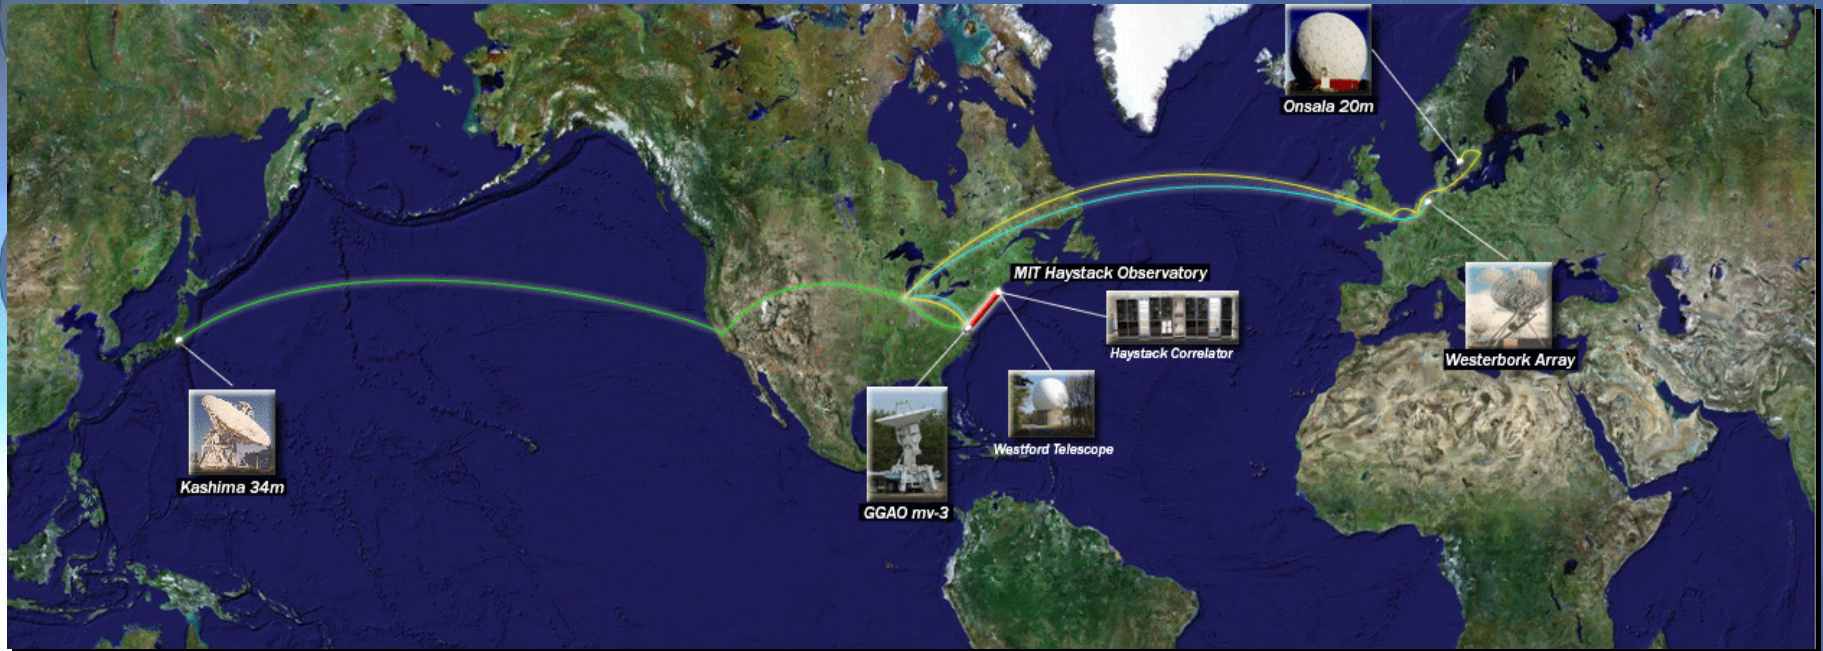 Onsala 20m
MIT Haystack Observatory
Haystack Correlator
Westerbork Array
Westford Telescope
Kashima 34m
GGAO mv-3